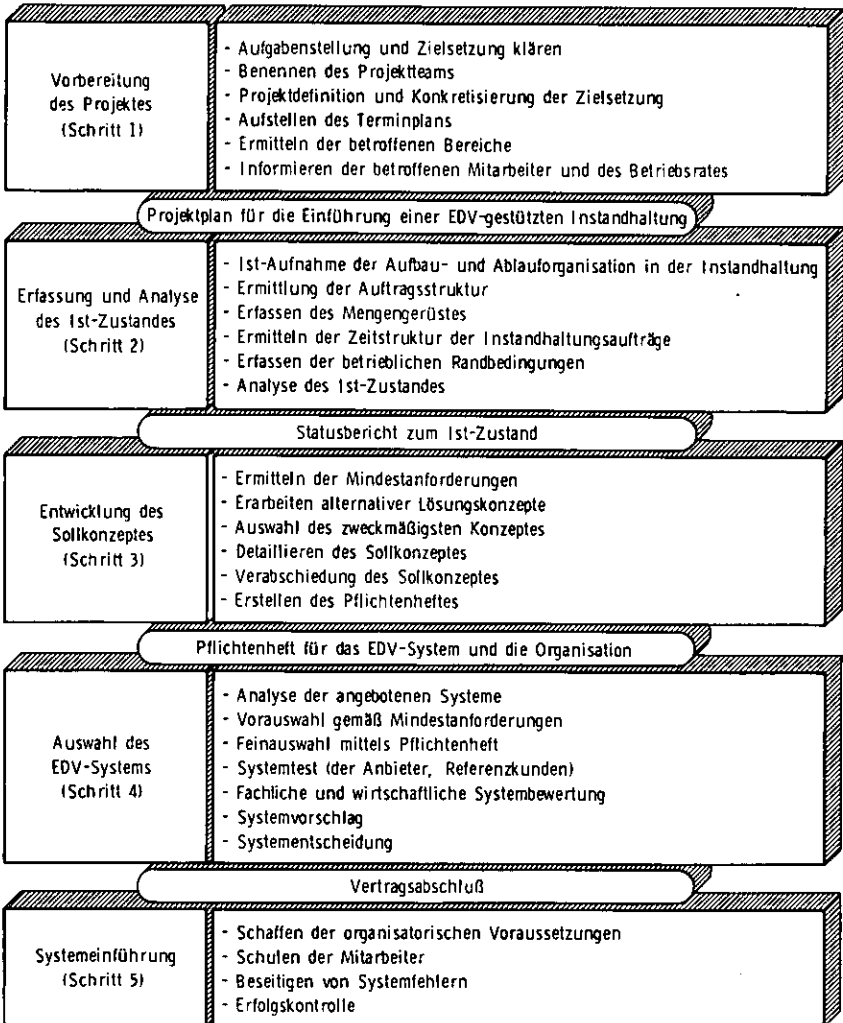 Vorbereitung
des Projektes
(Schritt 1)
- Aufgabenstellung und Zielsetzung klären
- Benennen des Projektteams
- Projektdefinition und Konkretisierung der Zielsetzung
- Aufstellen des Terminplans
- Ermitteln der betroffenen Bereiche
- Informieren der betroffenen Mitarbeiter und des Betriebsrates
Projektplan für die Einführung einer EDV-gestützten Instandhaltung
Erfassung und Analyse
des Ist-Zustandes
(Schritt 2)
- Ist-Aufnahme der Aufbau- und Ablauforganisation in der Instandhaltung
- Ermittlung der Auftragsstruktur
- Erfassen des Mengengerüstes
- Ermitteln der Zeitstruktur der Instandhaltungsaufträge
- Erfassen der betrieblichen Randbedingungen
- Analyse des Ist-Zustandes
Statusbericht zum Ist-Zustand
Entwicklung des
Sollkonzeptes
(Schritt 3)
- Ermitteln der Mindestanforderungen
- Erarbeiten alternativer Lösungskonzepte
- Auswahl des zweckmäßigsten Konzeptes
- Detaillieren des Sollkonzeptes
- Verabschiedung des Sollkonzeptes
- Erstellen des Pflichtenheftes
Pflichtenheft für das EDV-System und die Organisation
Auswahl des
EDV-Systems
(Schritt 4)
- Analyse der angebotenen Systeme
- Vorauswahl gemäß Mindestanforderungen
- Feinauswahl mittels Pflichtenheft
- Systemtest (der Anbieter, Referenzkunden)
- Fachliche und wirtschaftliche Systembewertung
- Systemvorschlag
- Systementscheidung
Vertragsabschluß
Systemeinführung
(Schritt 5)
- Schaffen der organisatorischen Voraussetzungen
- Schulen der Mitarbeiter
- Beseitigen von Systemfehlern
- Erfolgskontrolle